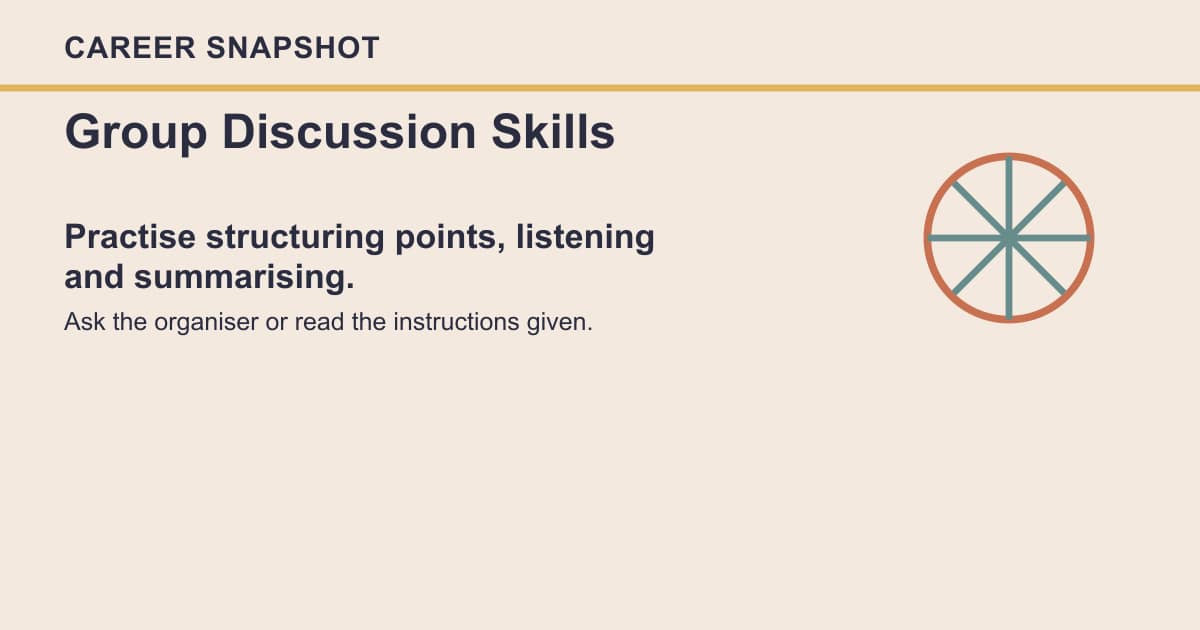 CAREER SNAPSHOT
Group Discussion Skills
Practise structuring points, listening
and summarising.
Ask the organiser or read the instructions given.